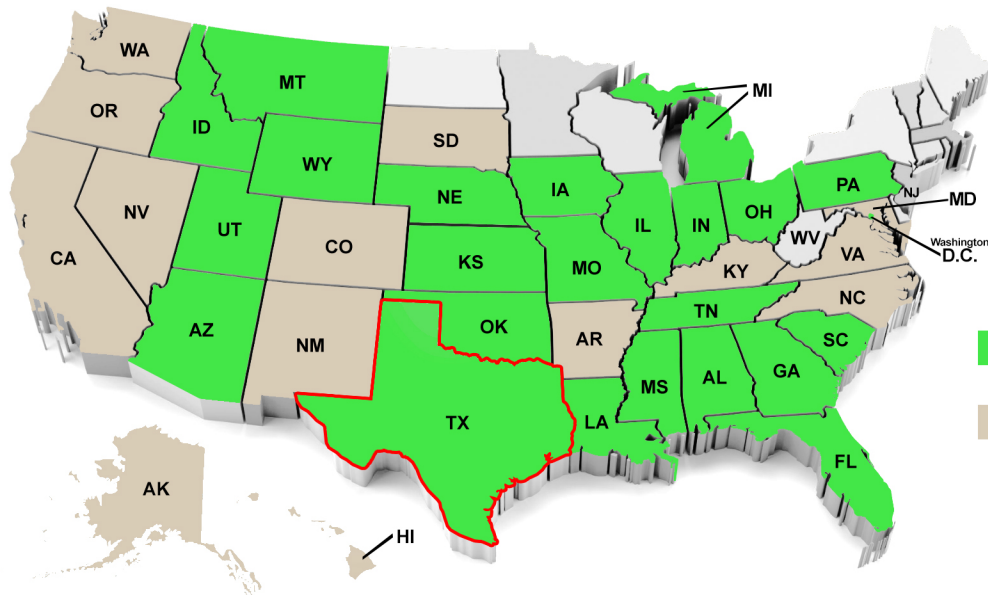 WA
MT
MI
OR
ID
SD
WY
PA
NJ
MD
NE
IA
OH
NV
UT
IL
IN
WV
Washington
D.C.
CA
CO
KS
MO
KY
VA
NC
AZ
OK
TN
NM
AR
SC
MS
AL
GA
TX
LA
FL
AK
HI